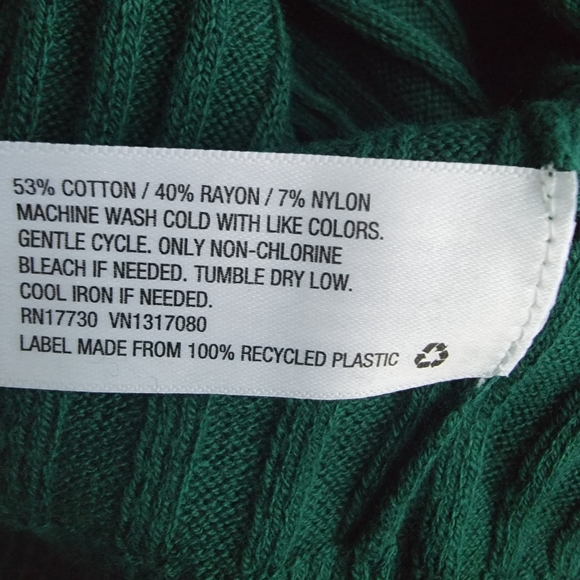 53% COTTON / 40% RAYON / 7% NYLON
MACHINE WASH COLD WITH LIKE COLORS.
GENTLE CYCLE. ONLY NON-CHLORINE
BLEACH IF NEEDED. TUMBLE DRY LOW.
COOL IRON IF NEEDED.
RN17730 VN1317080
LABEL MADE FROM 100% RECYCLED PLASTIC